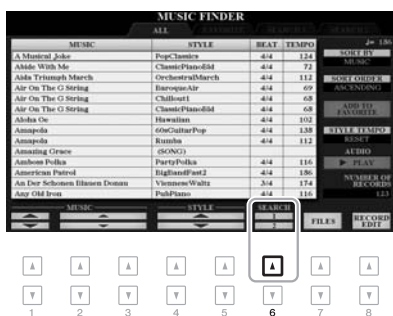 MUSIC FINDER
ALL FAVORITE SEARCH 1 SEARCH 2
MUSIC STYLE BEAT TEMPO
A Musical Joke PopClassics 4/4 124
Abide With Me ClassicPianoBld 4/4 72
Aida Triumph March OrchestralMarch 4/4 112
Air On The G String BaroqueAir 4/4 69
Air On The G String Chillout1 4/4 68
Air On The G String ClassicPianoBld 4/4 68
Aloha Oe Hawaiian 4/4 102
Amapola 60sGuitarPop 4/4 138
Amapola Rumba 4/4 112
Amazing Grace (SONG)
Amboss Polka PartyPolka 4/4 116
American Patrol BigBandFast2 4/4 186
An Der Schonen Blauen Donau VienneseWaltz 3/4 174
Any Old Iron PubPiano 4/4 116
♩= 186
SORT BY
MUSIC
SORT ORDER
ASCENDING
ADD TO
FAVORITE
STYLE TEMPO
RESET
AUDIO
▶ PLAY
NUMBER OF
RECORDS
123
MUSIC STYLE SEARCH
1
2
FILES
RECORD
EDIT
1 2 3 4 5 6 7 8